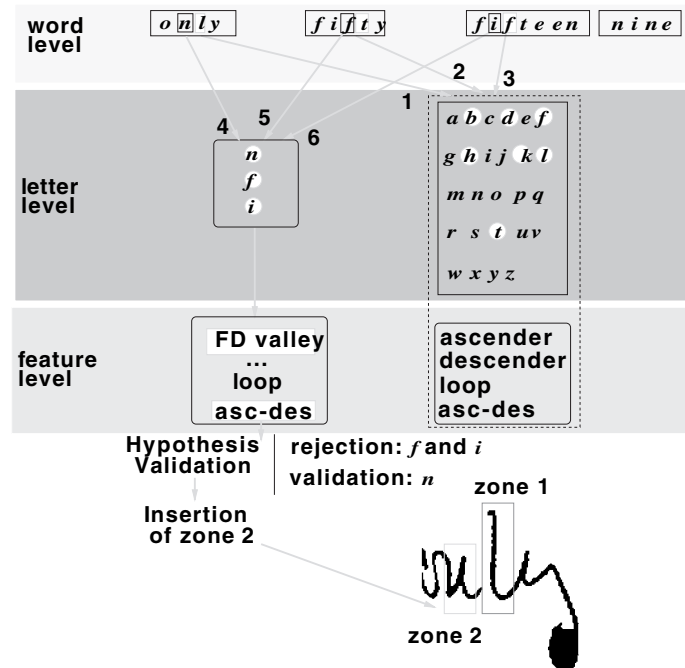 word level
only fifty fifteen nine
2 3
1
4 5 6
letter level
n
f
i
a b c d e f
g h i j k l
m n o p q
r s t u v
w x y z
feature level
FD valley
...
loop
asc-des
ascender
descender
loop
asc-des
Hypothesis
Validation
rejection: f and i
validation: n
Insertion
of zone 2
zone 1
only
zone 2